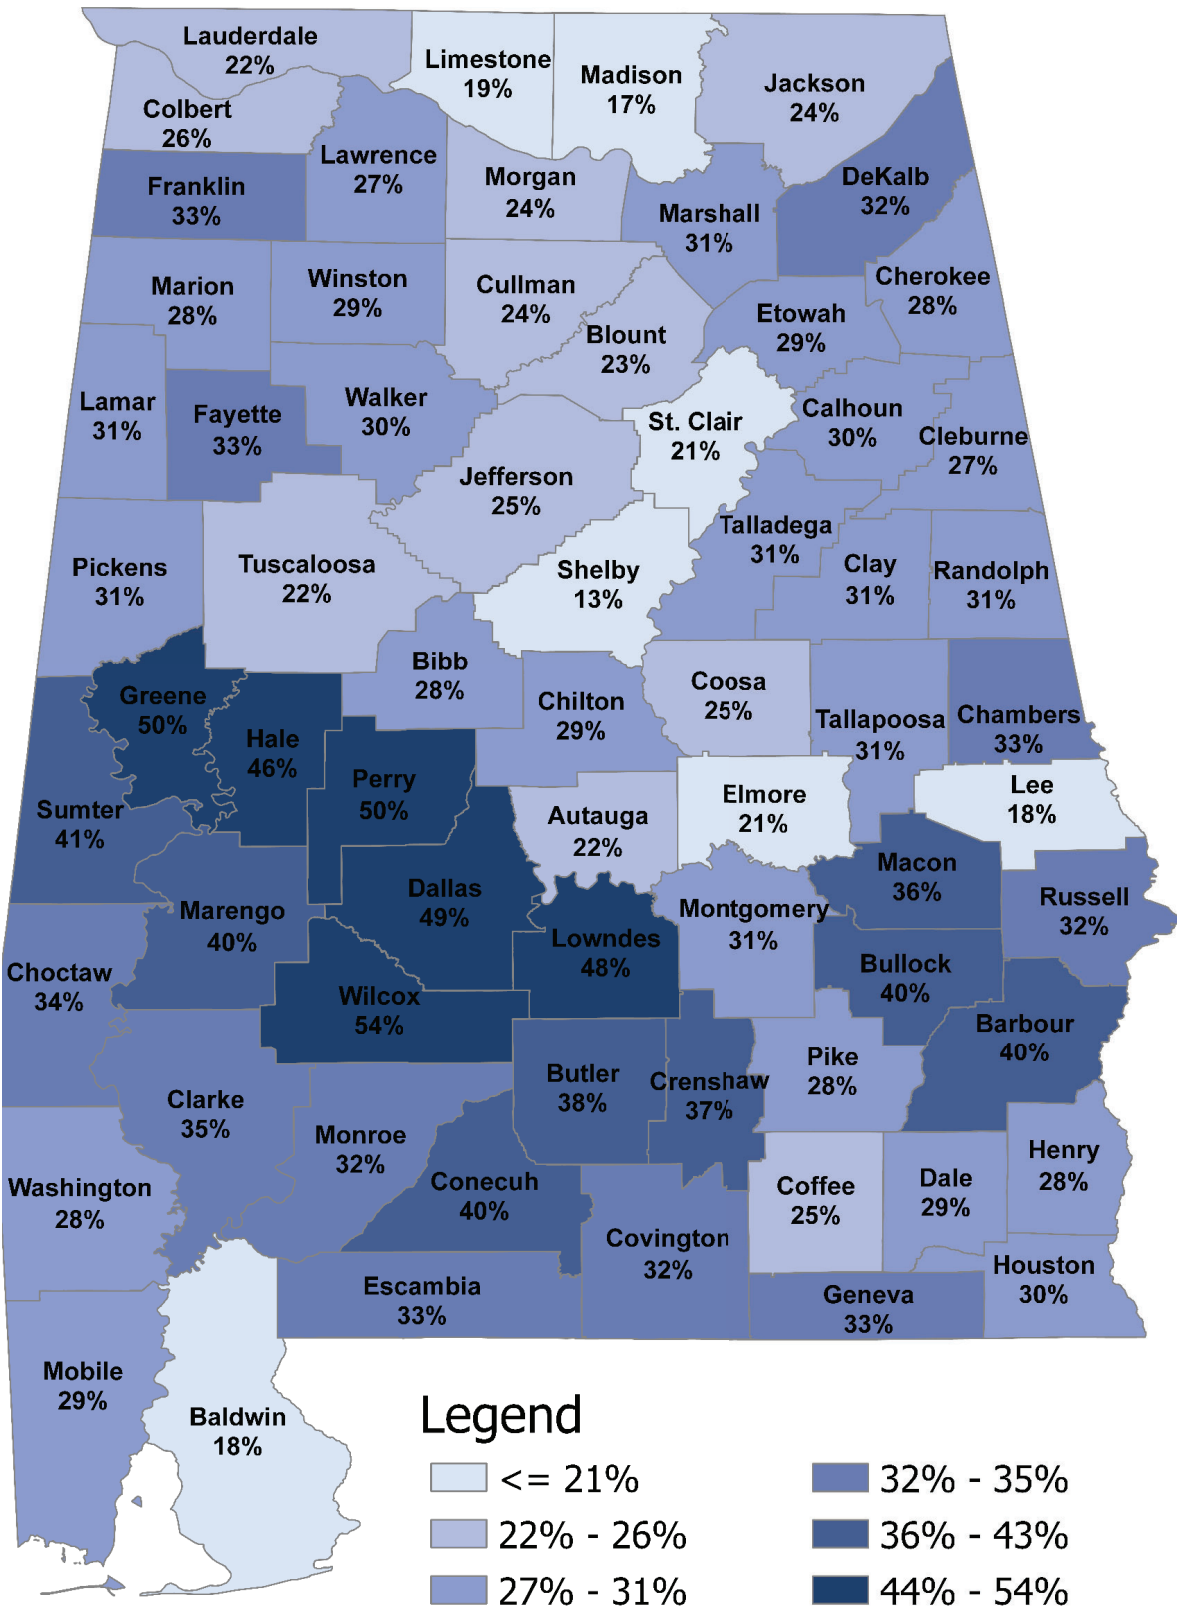 Lauderdale
22%
Limestone
19%
Madison
17%
Jackson
24%
Colbert
26%
Lawrence
27%
Franklin
33%
Morgan
24%
Marshall
31%
DeKalb
32%
Cherokee
28%
Marion
28%
Winston
29%
Cullman
24%
Blount
23%
Etowah
29%
Lamar
31%
Fayette
33%
Walker
30%
Jefferson
25%
St. Clair
21%
Calhoun
30%
Cleburne
27%
Pickens
31%
Tuscaloosa
22%
Shelby
13%
Talladega
31%
Clay
31%
Randolph
31%
Greene
50%
Hale
46%
Bibb
28%
Chilton
29%
Coosa
25%
Tallapoosa
31%
Chambers
33%
Sumter
41%
Perry
50%
Autauga
22%
Elmore
21%
Lee
18%
Marengo
40%
Dallas
49%
Lowndes
48%
Montgomery
31%
Macon
36%
Russell
32%
Choctaw
34%
Wilcox
54%
Bullock
40%
Barbour
40%
Clarke
35%
Monroe
32%
Butler
38%
Crenshaw
37%
Pike
28%
Washington
28%
Conecuh
40%
Covington
32%
Coffee
25%
Dale
29%
Henry
28%
Escambia
33%
Geneva
33%
Houston
30%
Mobile
29%
Baldwin
18%
Legend
<= 21%
22% - 26%
27% - 31%
32% - 35%
36% - 43%
44% - 54%